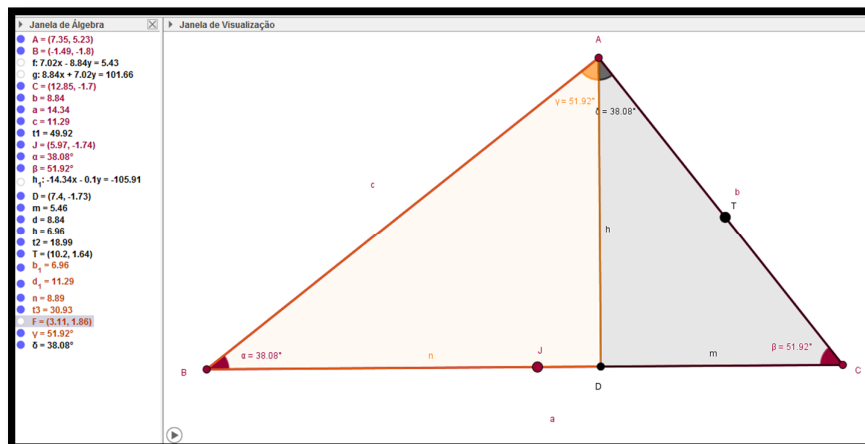 Janela de Álgebra
A = (7.35, 5.23)
B = (-1.49, -1.8)
f: 7.02x - 8.84y = 5.43
g: 8.84x + 7.02y = 101.66
C = (12.85, -1.7)
b = 8.84
a = 14.34
c = 11.29
t1 = 49.92
J = (5.97, -1.74)
α = 38.08°
β = 51.92°
h₁: -14.34x - 0.1y = -105.91
D = (7.4, -1.73)
m = 5.46
d = 8.84
h = 6.96
t2 = 18.99
T = (10.2, 1.64)
b₁ = 6.96
d₁ = 11.29
n = 8.89
t3 = 30.93
F = (3.11, 1.86)
γ = 51.92°
δ = 38.08°
Janela de Visualização
A
γ = 51.92°
δ = 38.08°
c
b
T
h
α = 38.08°
n
J
m
β = 51.92°
B
C
D
a